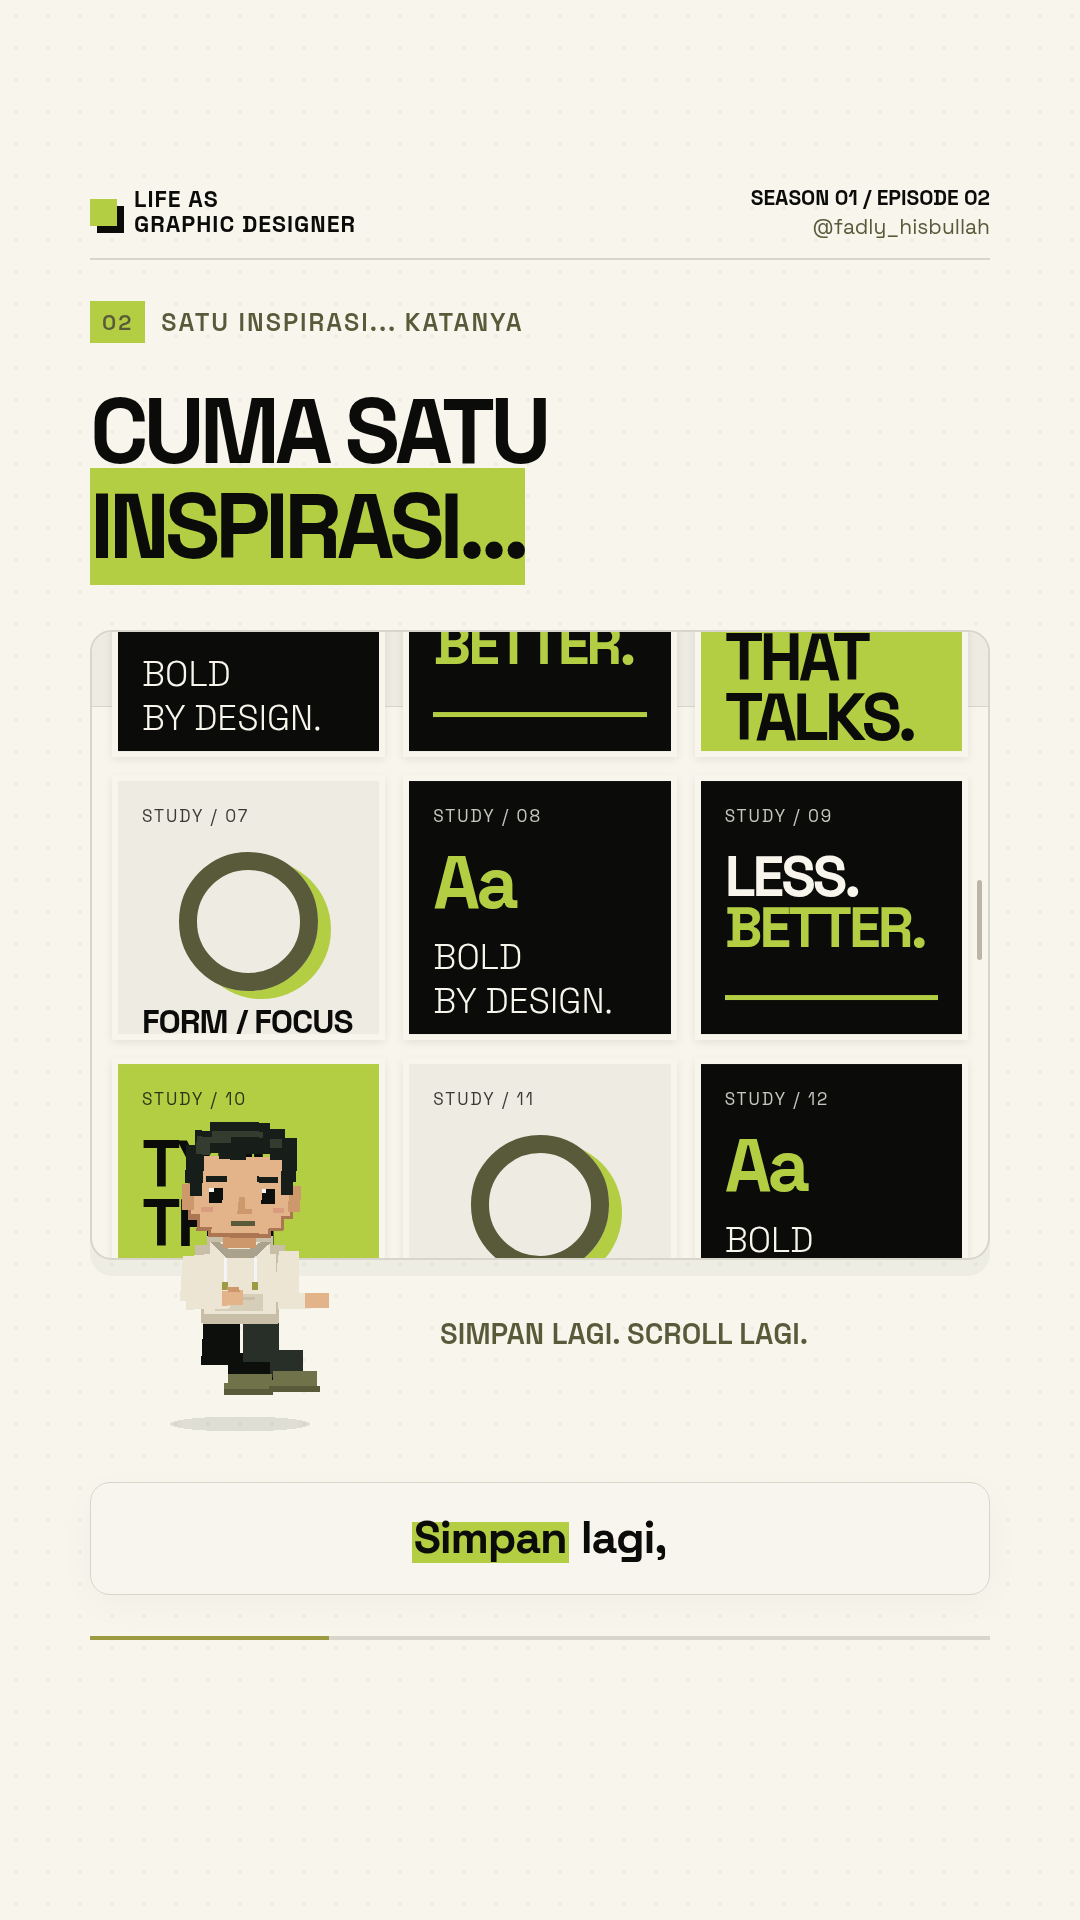 LIFE AS
GRAPHIC DESIGNER
SEASON 01 / EPISODE 02
@fadly_hisbullah
02
SATU INSPIRASI... KATANYA
CUMA SATU
INSPIRASI...
BOLD
BY DESIGN.
BETTER.
THAT
TALKS.
STUDY / 07
FORM / FOCUS
STUDY / 08
Aa
BOLD
BY DESIGN.
STUDY / 09
LESS.
BETTER.
STUDY / 10
STUDY / 11
STUDY / 12
Aa
BOLD
SIMPAN LAGI. SCROLL LAGI.
Simpan lagi,